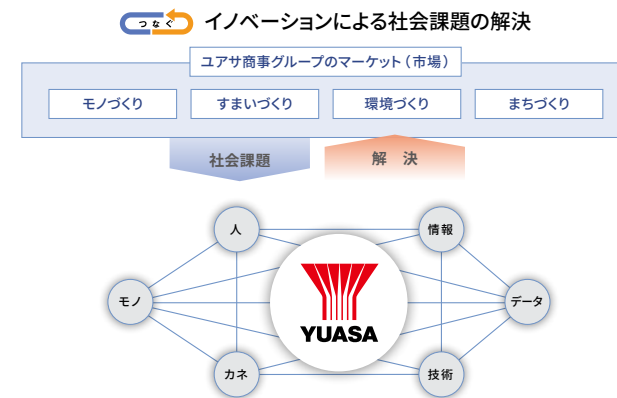 つなぐ イノベーションによる社会課題の解決
ユアサ商事グループのマーケット（市場）
モノづくり すまいづくり 環境づくり まちづくり
社会課題 解 決
人 情報
モノ データ
YUASA
カネ 技術